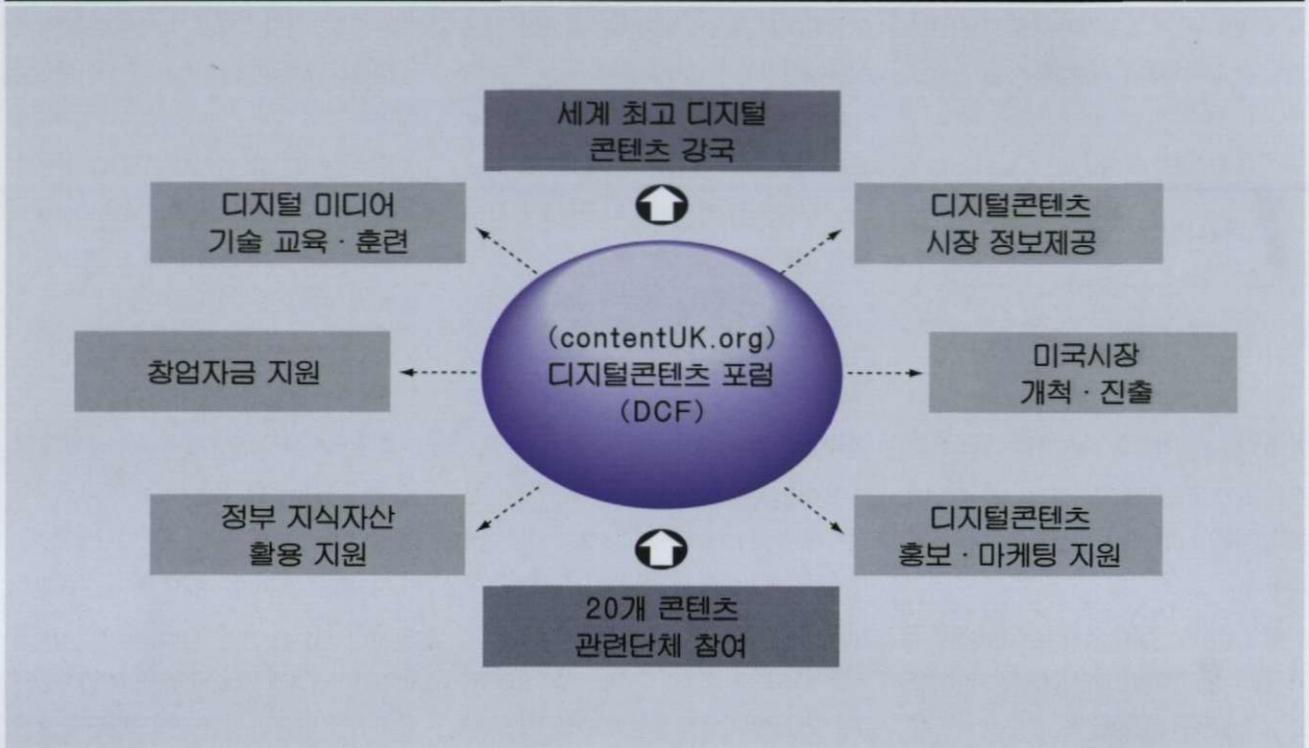 세계 최고 디지털
콘텐츠 강국
디지털 미디어
기술 교육 · 훈련
디지털콘텐츠
시장 정보제공
창업자금 지원
(contentUK.org)
디지털콘텐츠 포럼
(DCF)
미국시장
개척 · 진출
정부 지식자산
활용 지원
디지털콘텐츠
홍보 · 마케팅 지원
20개 콘텐츠
관련단체 참여